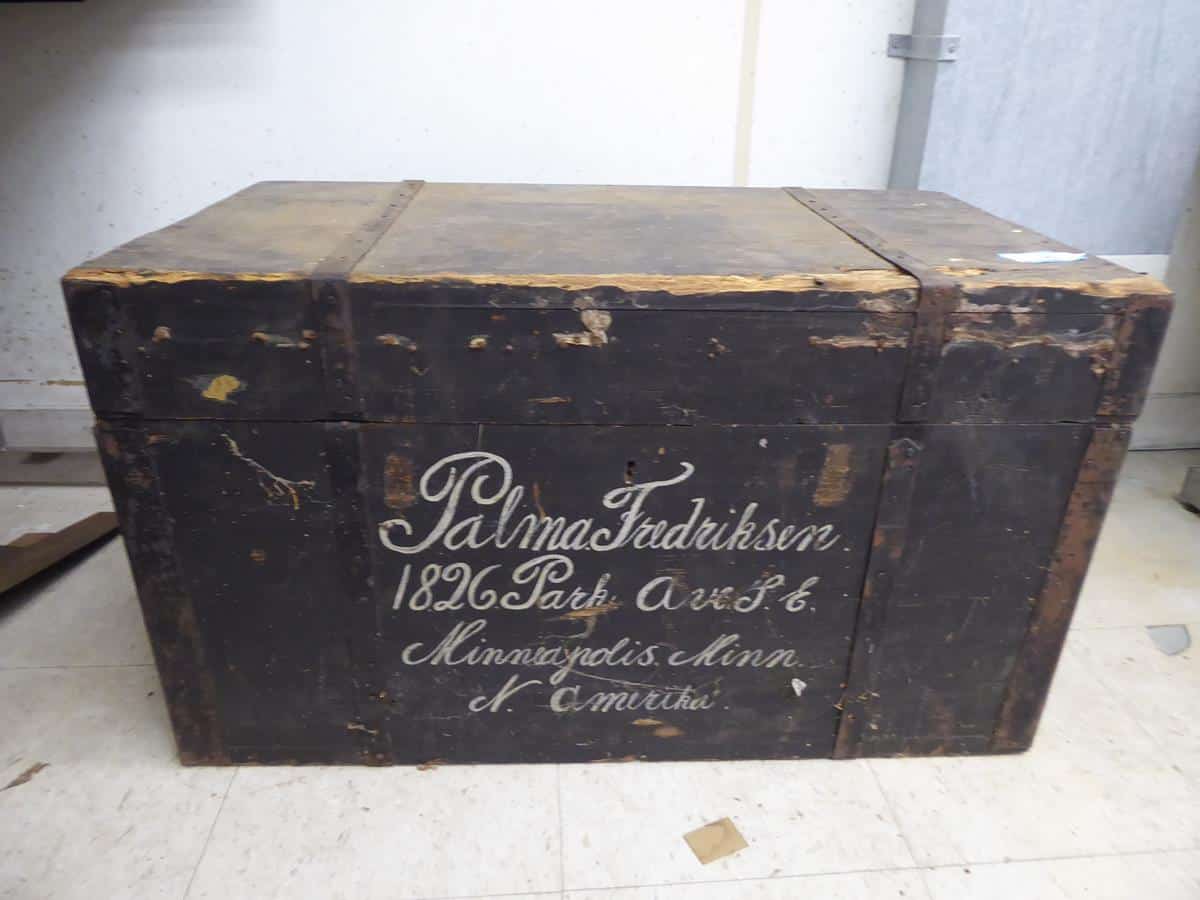 Palma. Fredriksen.
1826. Park. Ave. S. E.
Minneapolis. Minn.
N. Amerika.